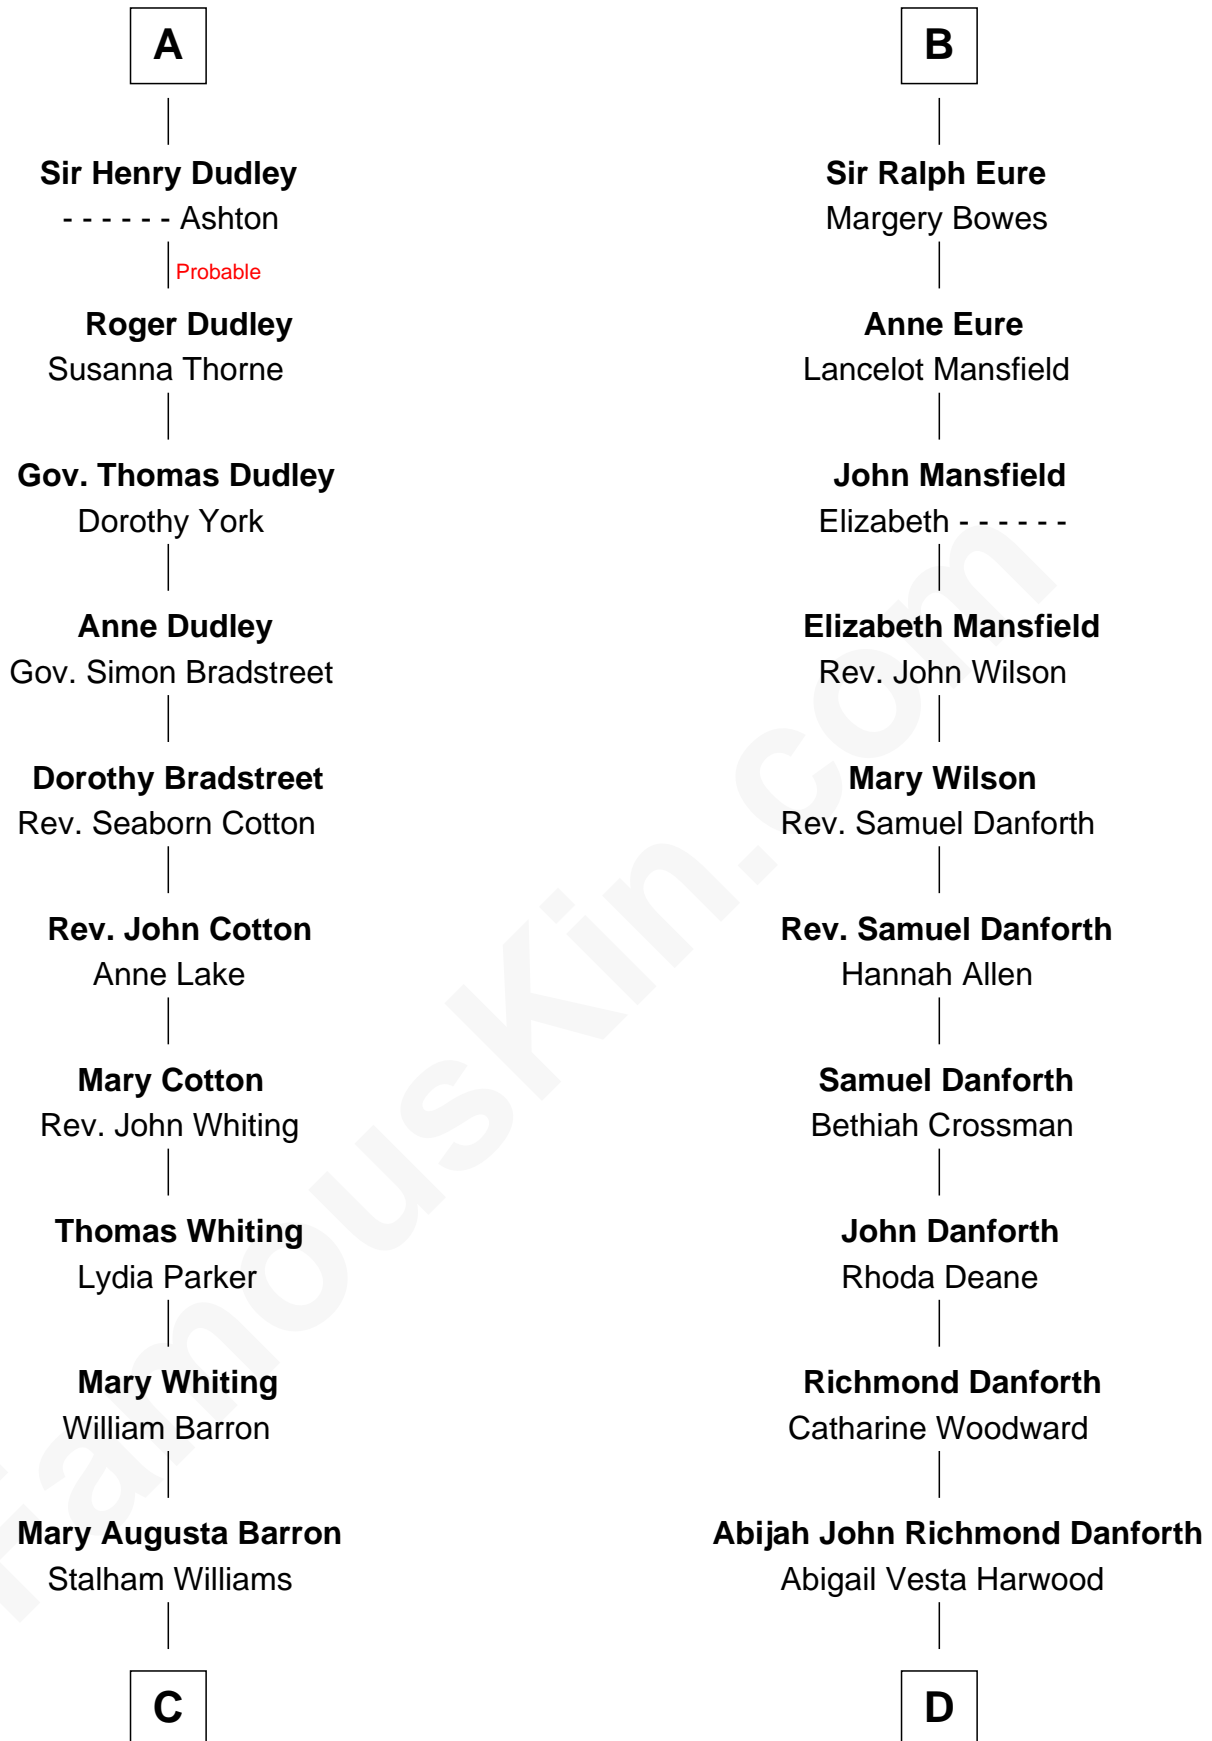 A
Sir Henry Dudley
- - - - - - Ashton
Probable
Roger Dudley
Susanna Thorne
Gov. Thomas Dudley
Dorothy York
Anne Dudley
Gov. Simon Bradstreet
Dorothy Bradstreet
Rev. Seaborn Cotton
Rev. John Cotton
Anne Lake
Mary Cotton
Rev. John Whiting
Thomas Whiting
Lydia Parker
Mary Whiting
William Barron
Mary Augusta Barron
Stalham Williams
C
B
Sir Ralph Eure
Margery Bowes
Anne Eure
Lancelot Mansfield
John Mansfield
Elizabeth - - - - - -
Elizabeth Mansfield
Rev. John Wilson
Mary Wilson
Rev. Samuel Danforth
Rev. Samuel Danforth
Hannah Allen
Samuel Danforth
Bethiah Crossman
John Danforth
Rhoda Deane
Richmond Danforth
Catharine Woodward
Abijah John Richmond Danforth
Abigail Vesta Harwood
D
FamousKin.com